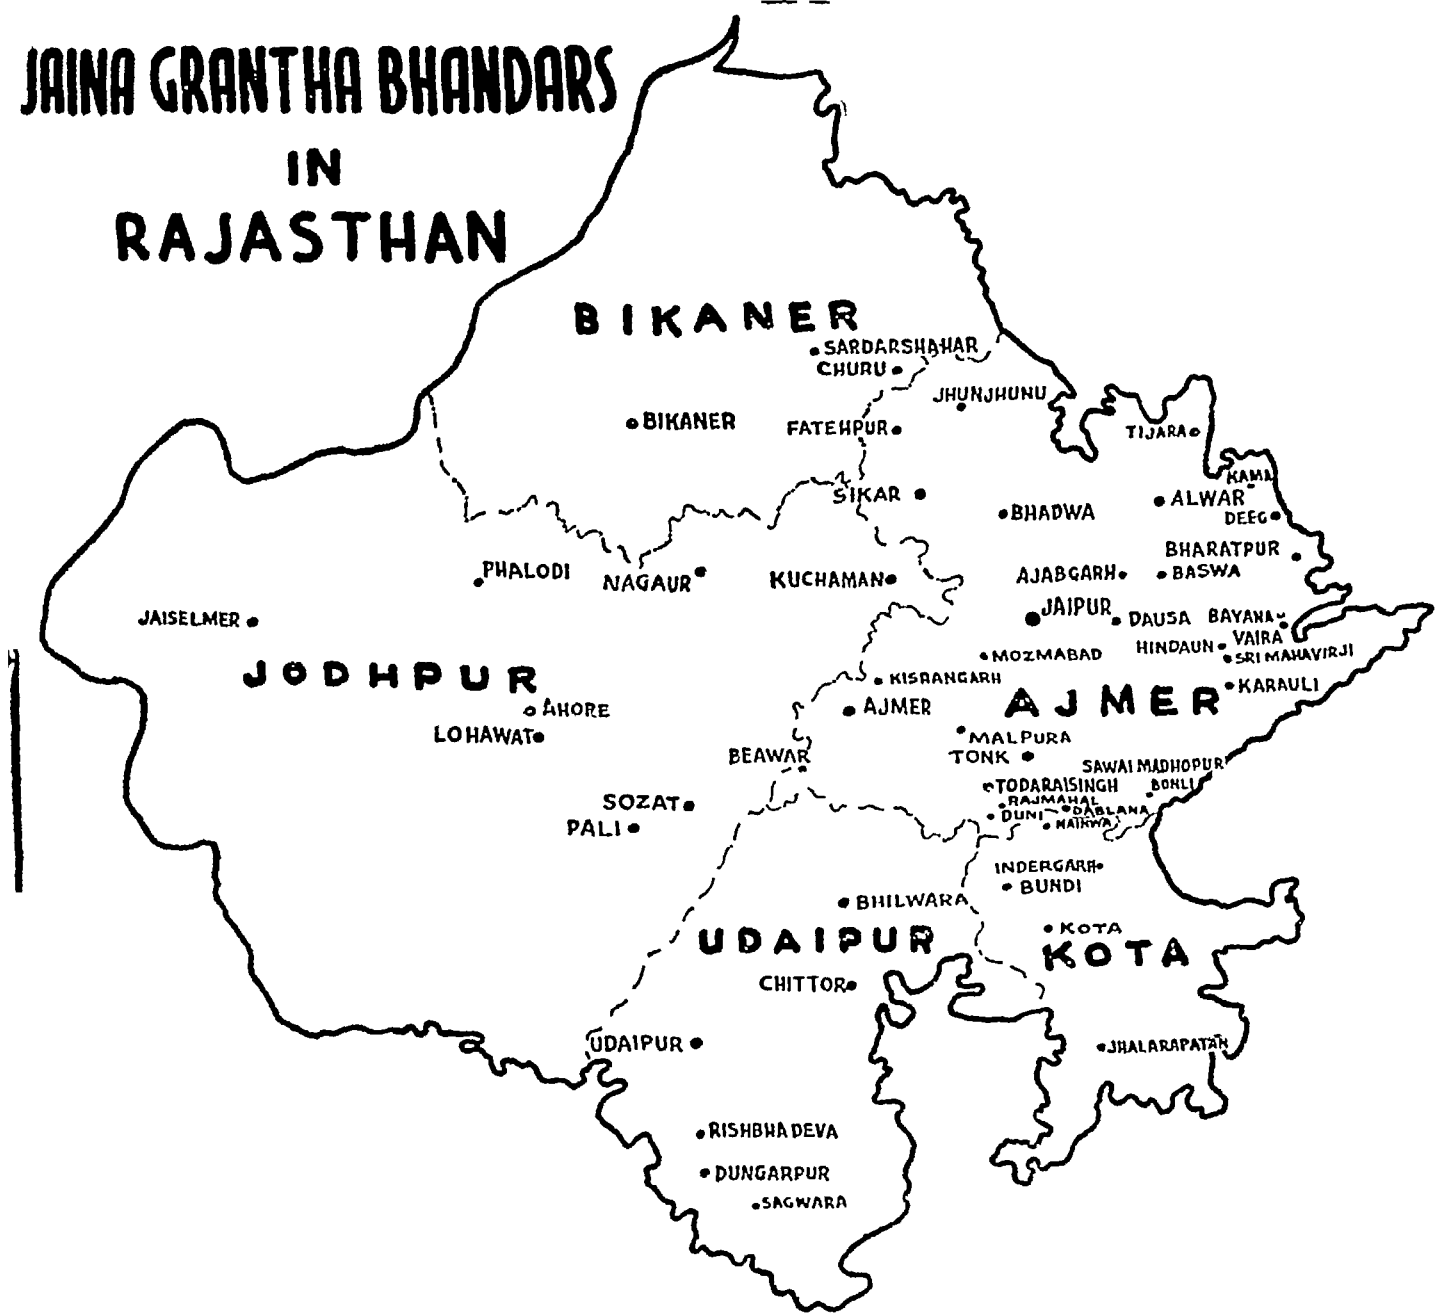 JAINA GRANTHA BHANDARS
IN
RAJASTHAN
BIKANER
SARDARSHAHAR
CHURU
JHUNJHUNU
BIKANER
FATEHPUR
TIJARA
KAMA
SIKAR
ALWAR
BHADWA
DEEG
BHARATPUR
PHALODI
NAGAUR
KUCHAMAN
AJABGARH
BASWA
JAIPUR
JAISELMER
DAUSA
BAYANA
VAIRA
HINDAUN
SRI MAHAVIRJI
MOZMABAD
JODHPUR
KISHANGARH
KARAULI
AJMER
AHORE
AJMER
LOHAWAT
MALPURA
BEAWAR
TONK
SAWAI MADHOPUR
TODARAISINGH
BONLI
SOZAT
RAJMAHAL
DABLANA
DUNI
PALI
INDERGARH
BUNDI
BHILWARA
KOTA
UDAIPUR
KOTA
CHITTOR
UDAIPUR
JHALARAPATAN
RISHBHADEVA
DUNGARPUR
SAGWARA